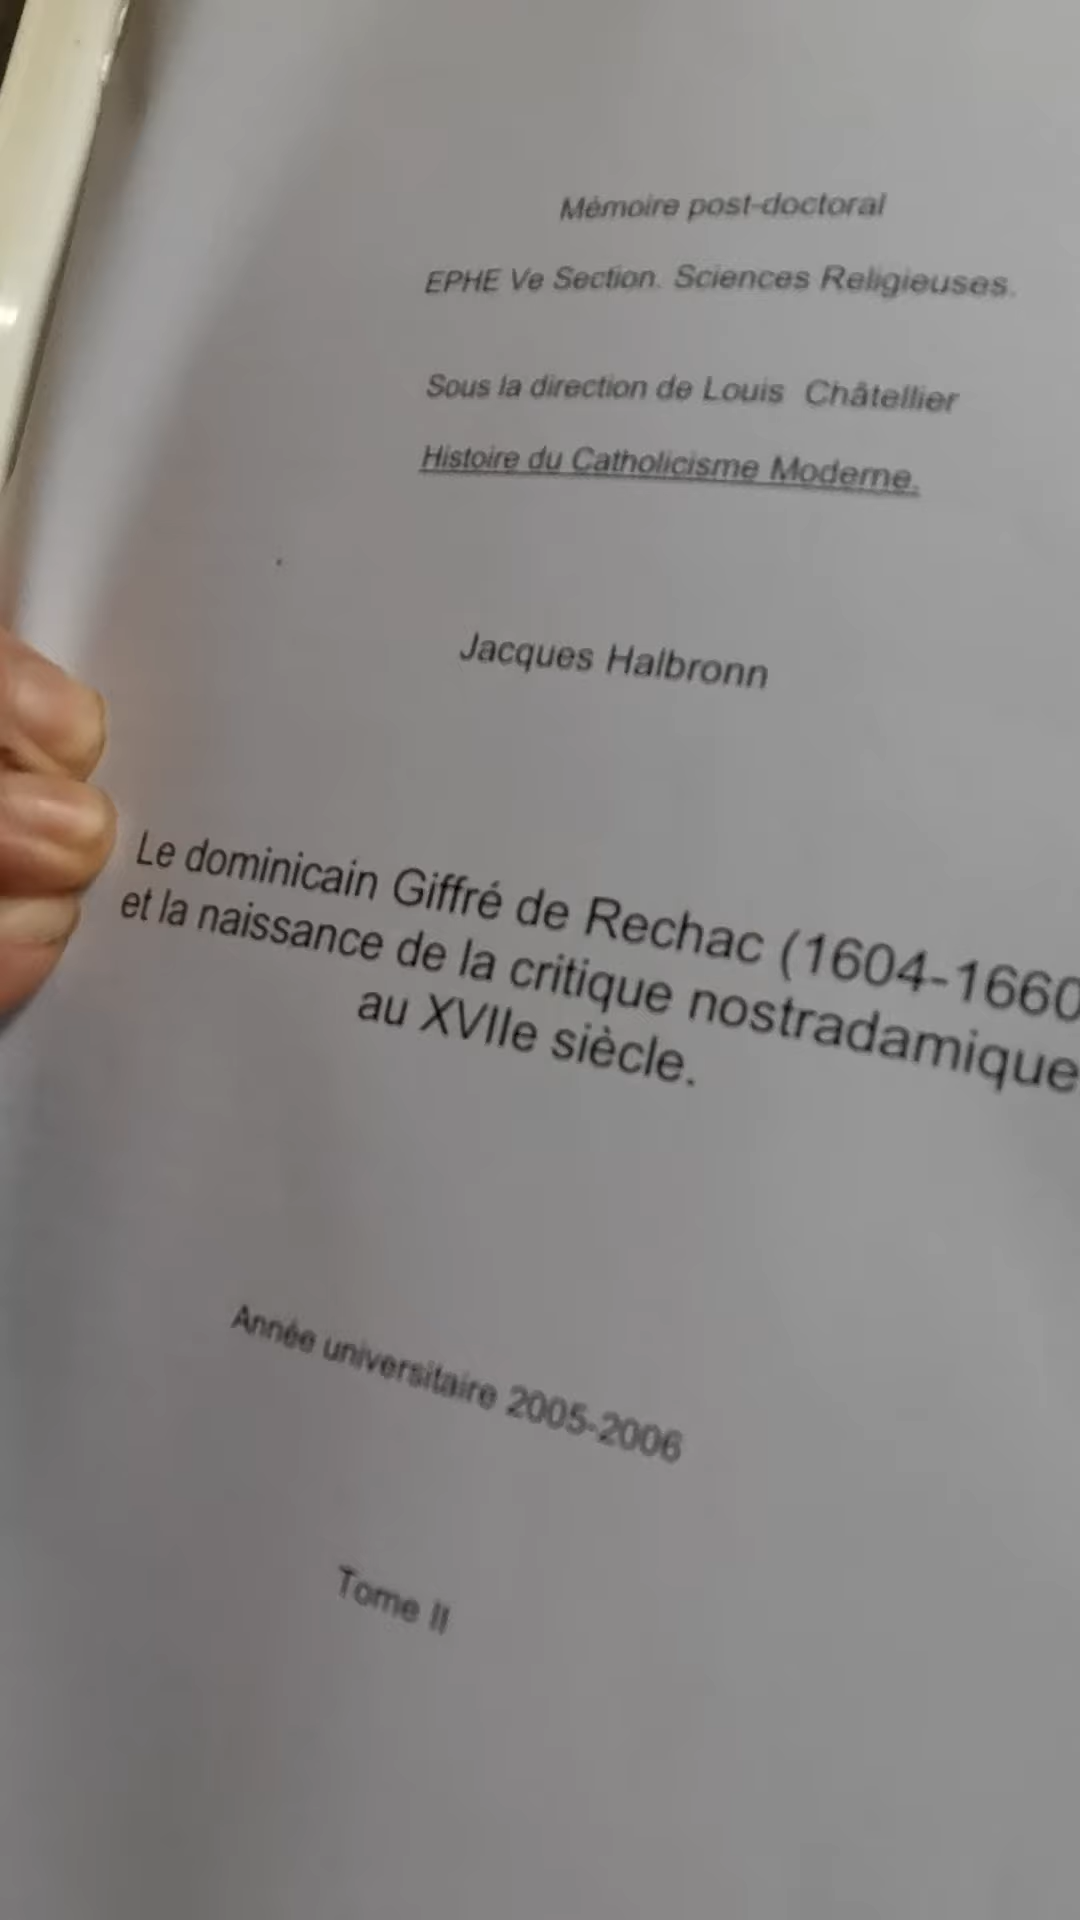 Mémoire post-doctoral
EPHE Ve Section. Sciences Religieuses.
Sous la direction de Louis Châtellier
Histoire du Catholicisme Moderne.
Jacques Halbronn
Le dominicain Giffré de Rechac (1604-1660
et la naissance de la critique nostradamique
au XVIIe siècle.
Année universitaire 2005-2006
Tome II